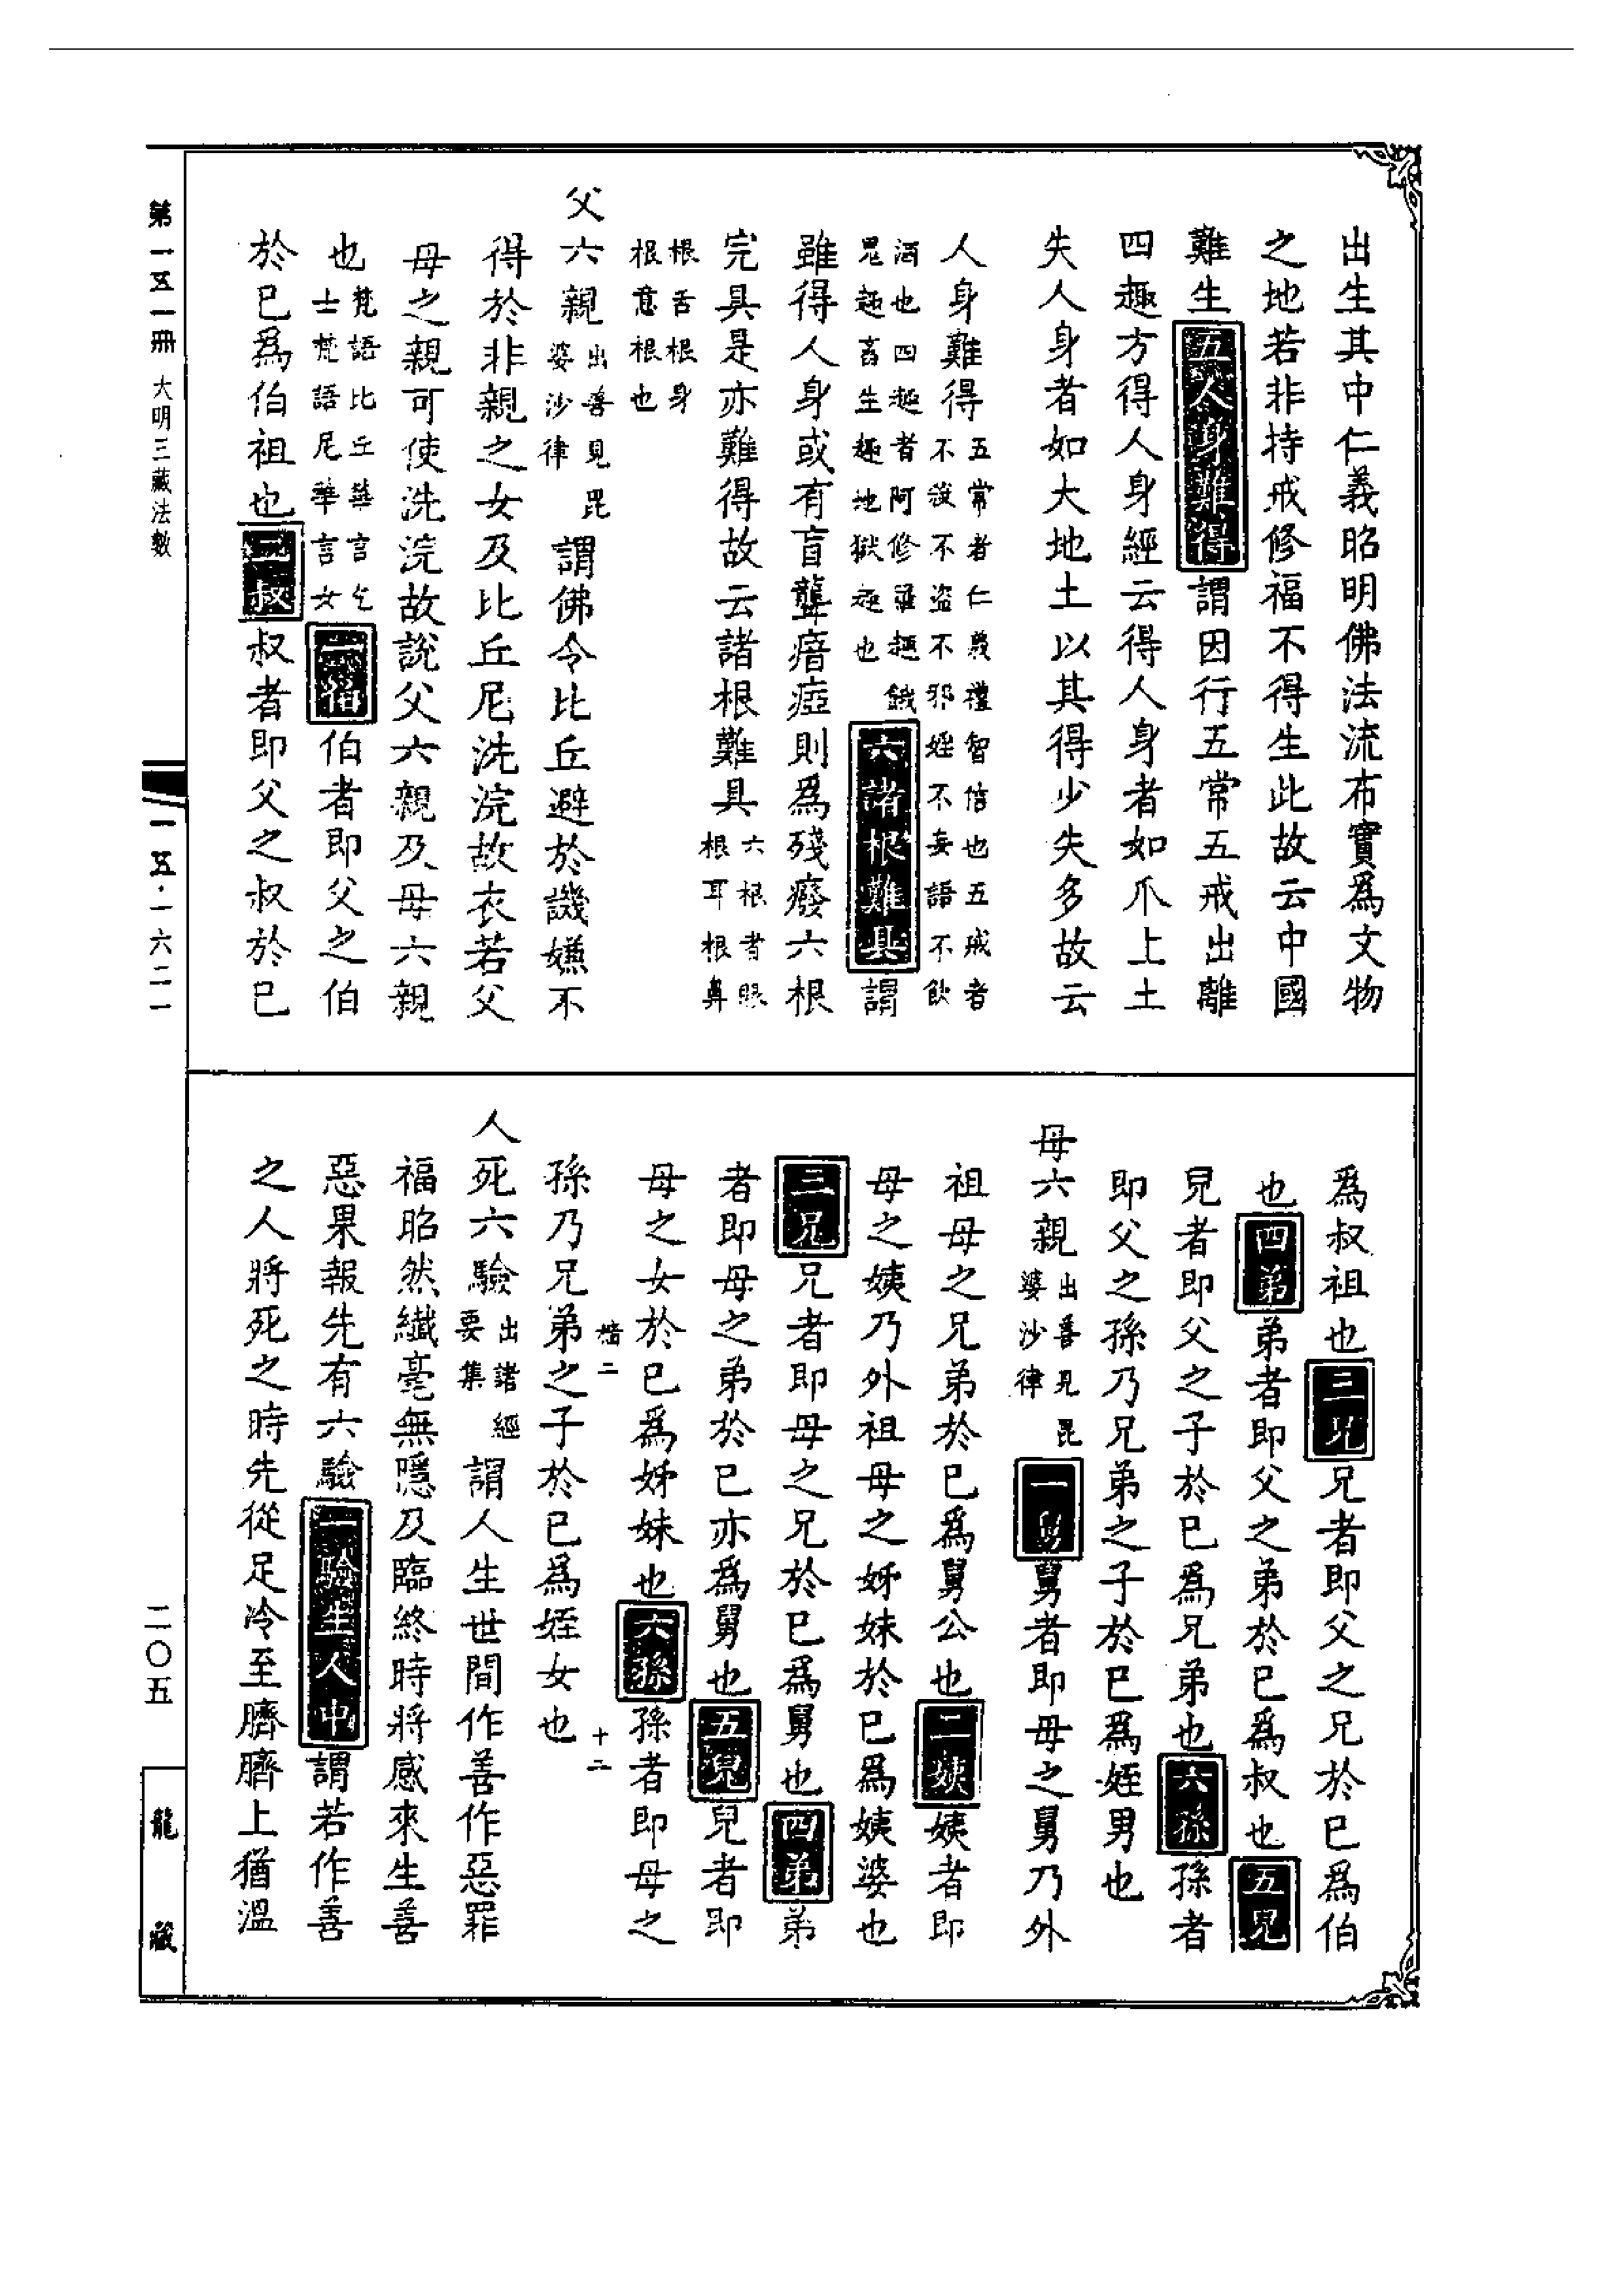 出生其中仁義昭明佛法流布實爲文物
之地若非持戒修福不得生此故云中國
難生五人身難得謂因行五常五戒出離
四趣方得人身經云得人身者如爪上土
失人身者如大地土以其得少失多故云
人身難得五常者仁義禮智信也五戒者
不殺不盜不邪婬不妄語不飲
酒也四趣者阿修羅趣餓
鬼趣畜生趣地獄趣也六諸根難具謂
雖得人身或有盲聾瘖瘂則爲殘癈六根
完具是亦難得故云諸根難具六根者眼
根耳根鼻
根舌根身
根意根也
父六親出善見毘
婆沙律謂佛令比丘避於譏嫌不
得於非親之女及比丘尼洗浣故衣若父
母之親可使洗浣故說父六親及母六親
也梵語比丘華言乞
士梵語尼華言女一伯伯者即父之伯
於巳爲伯祖也二叔叔者即父之叔於巳
爲叔祖也三兄兄者即父之兄於巳爲伯
也四弟弟者即父之弟於巳爲叔也五兒
兒者即父之子於巳爲兄弟也六孫孫者
即父之孫乃兄弟之子於巳爲姪男也
母六親出善見毘
婆沙律一舅舅者即母之舅乃外
祖母之兄弟於巳爲舅公也二姨姨者即
母之姨乃外祖母之姊妹於巳爲姨婆也
三兄兄者即母之兄於巳爲舅也四弟弟
者即母之弟於巳亦爲舅也五兒兒者即
母之女於巳爲姊妹也六孫孫者即母之
孫乃兄弟之子於巳爲姪女也
十二
人死六驗出諸經
要集謂人生世間作善作惡罪
福昭然纖毫無隱及臨終時將感來生善
惡果報先有六驗一驗生人中謂若作善
之人將死之時先從足冷至臍臍上猶溫
第一五一冊
大明三藏法數
一一五·一六二一
二〇五
龍藏